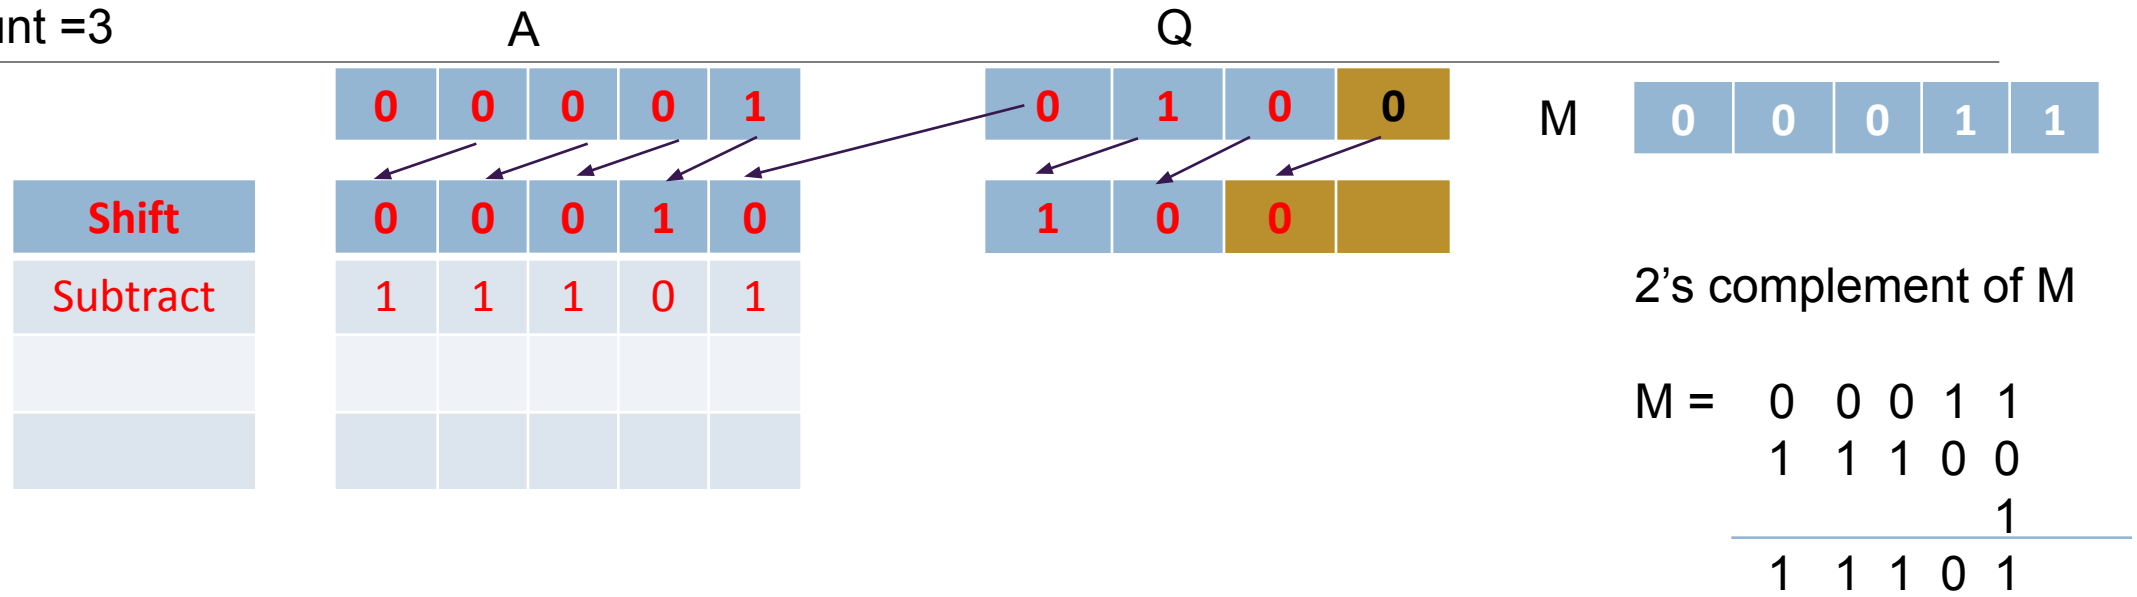 unt =3 A Q
0 0 0 0 1 0 1 0 0 M 0 0 0 1 1
Shift 0 0 0 1 0 1 0 0
Subtract 1 1 1 0 1
2’s complement of M
M = 0 0 0 1 1
1 1 1 0 0
1
1 1 1 0 1